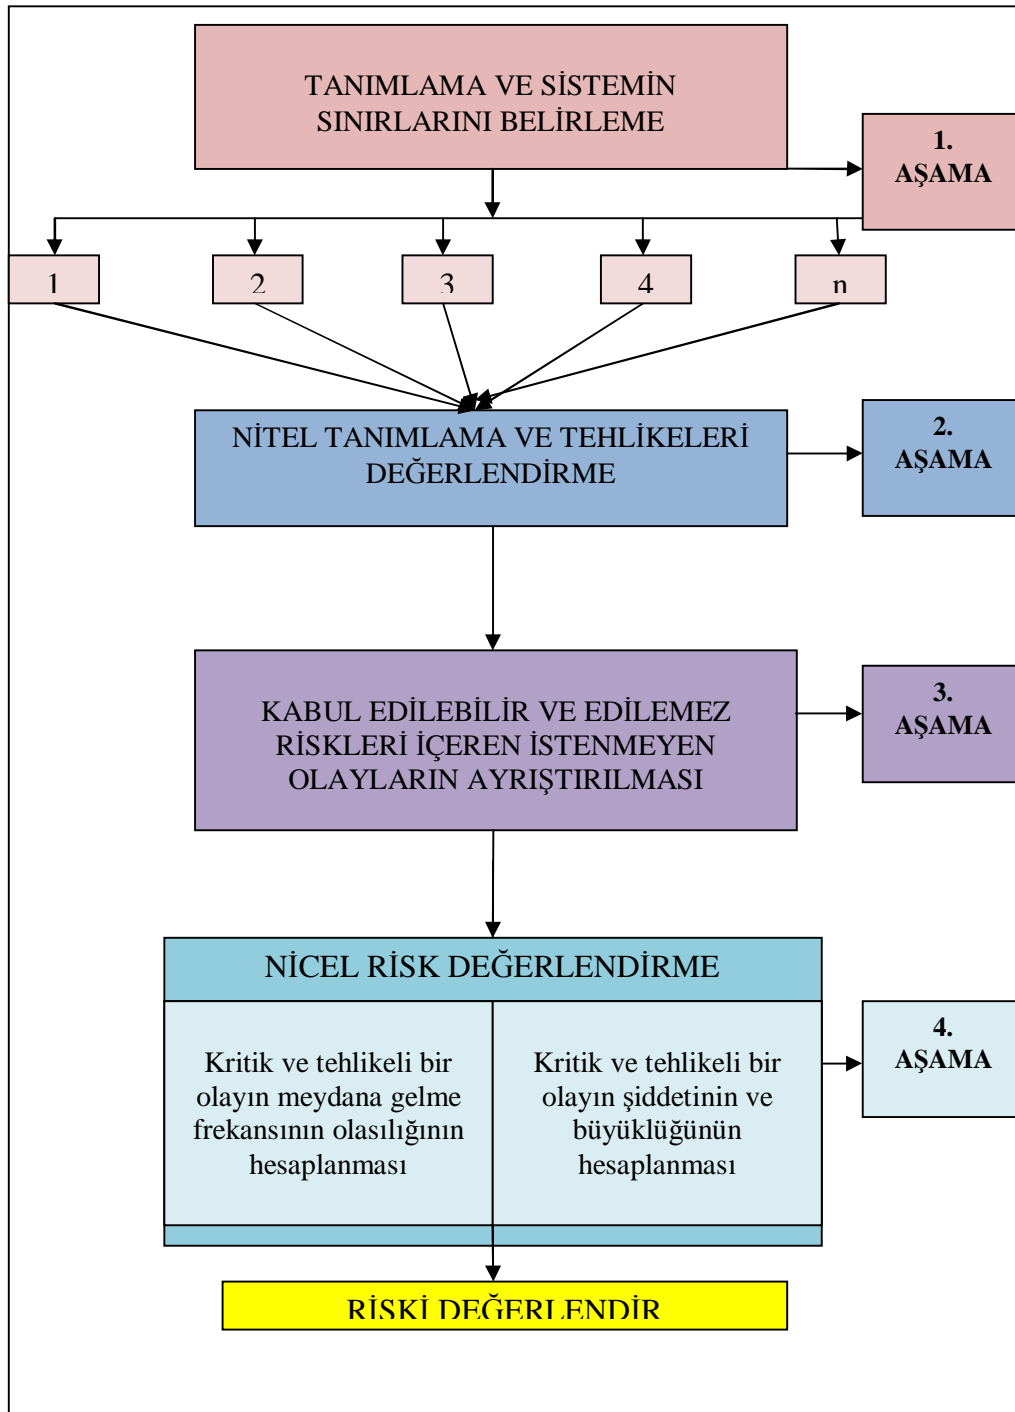 TANIMLAMA VE SİSTEMİN
SINIRLARINI BELİRLEME
1.
AŞAMA
1
2
3
4
n
NİTEL TANIMLAMA VE TEHLİKELERİ
DEĞERLENDİRME
2.
AŞAMA
KABUL EDİLEBİLİR VE EDİLEMEZ
RİSKLERİ İÇEREN İSTENMEYEN
OLAYLARIN AYRIŞTIRILMASI
3.
AŞAMA
NİCEL RİSK DEĞERLENDİRME
Kritik ve tehlikeli bir
olayın meydana gelme
frekansının olasılığının
hesaplanması
Kritik ve tehlikeli bir
olayın şiddetinin ve
büyüklüğünün
hesaplanması
4.
AŞAMA
RİSKİ DEĞERLENDİR